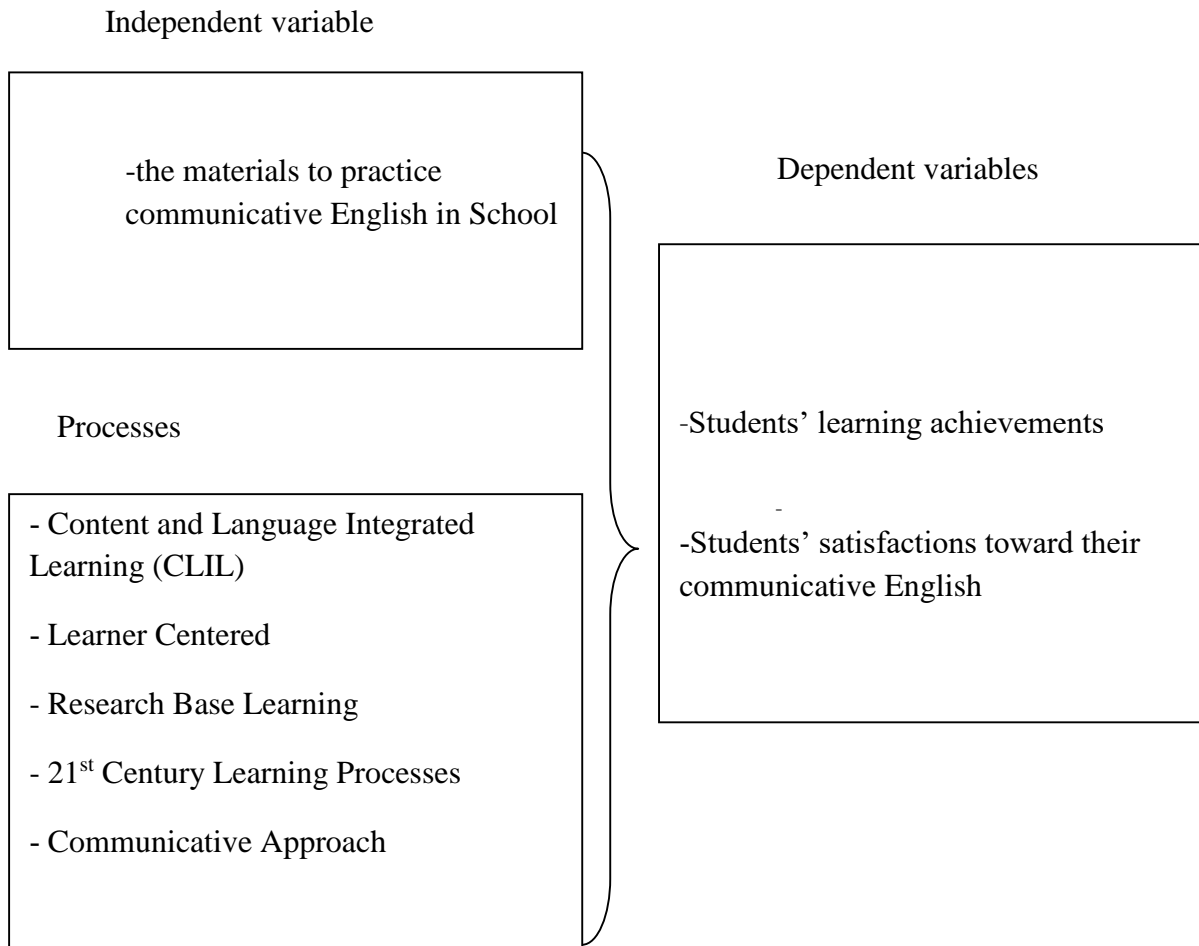 Independent variable
-the materials to practice
communicative English in School
Processes
- Content and Language Integrated
Learning (CLIL)
- Learner Centered
- Research Base Learning
- 21st Century Learning Processes
- Communicative Approach
Dependent variables
-Students’ learning achievements
-
-Students’ satisfactions toward their
communicative English